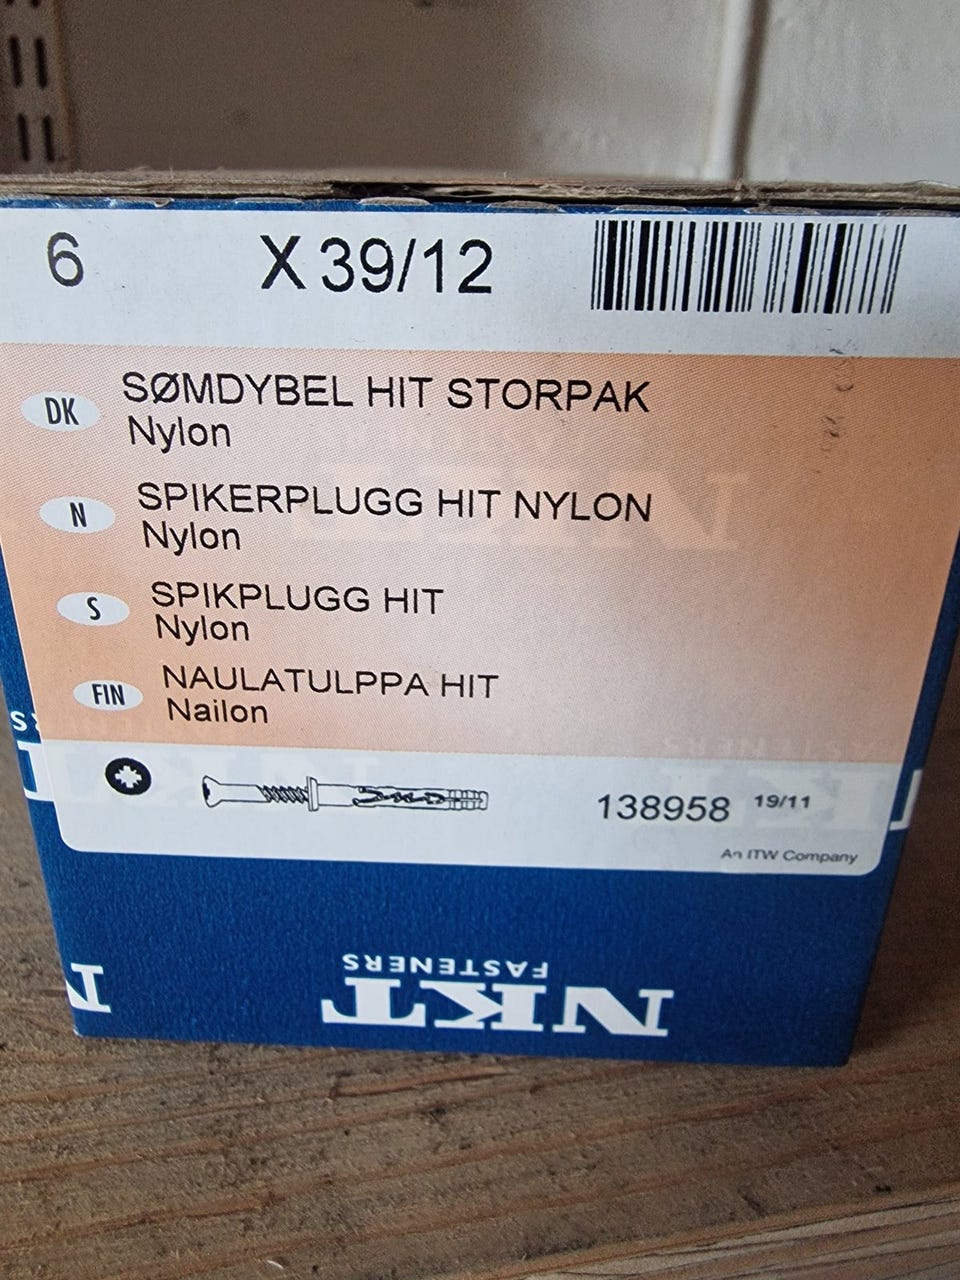 6 X 39/12
DK SØMDYBEL HIT STORPAK
Nylon
N SPIKERPLUGG HIT NYLON
Nylon
S SPIKPLUGG HIT
Nylon
FIN NAULATULPPA HIT
Nailon
138958 19/11
An ITW Company
FASTENERS
NKT